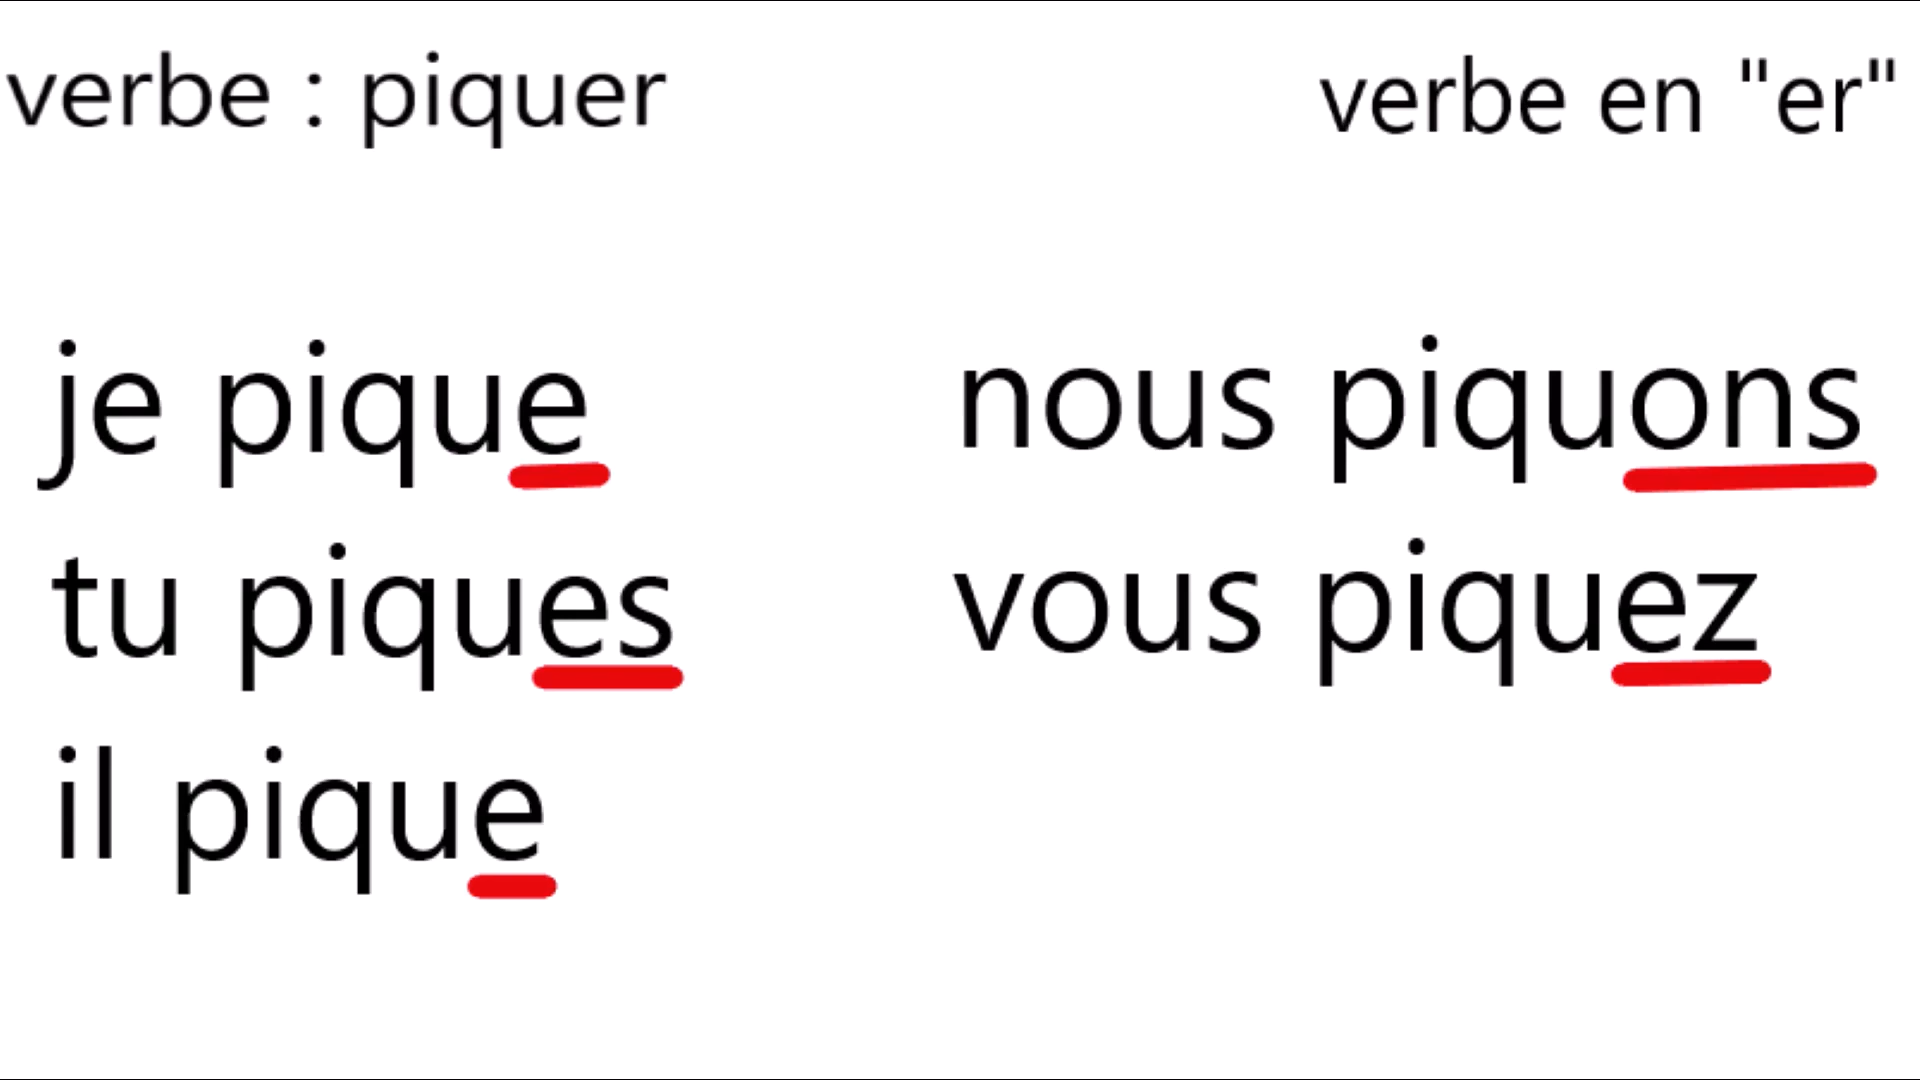 verbe : piquer
verbe en "er"
je pique
tu piques
il pique
nous piquons
vous piquez